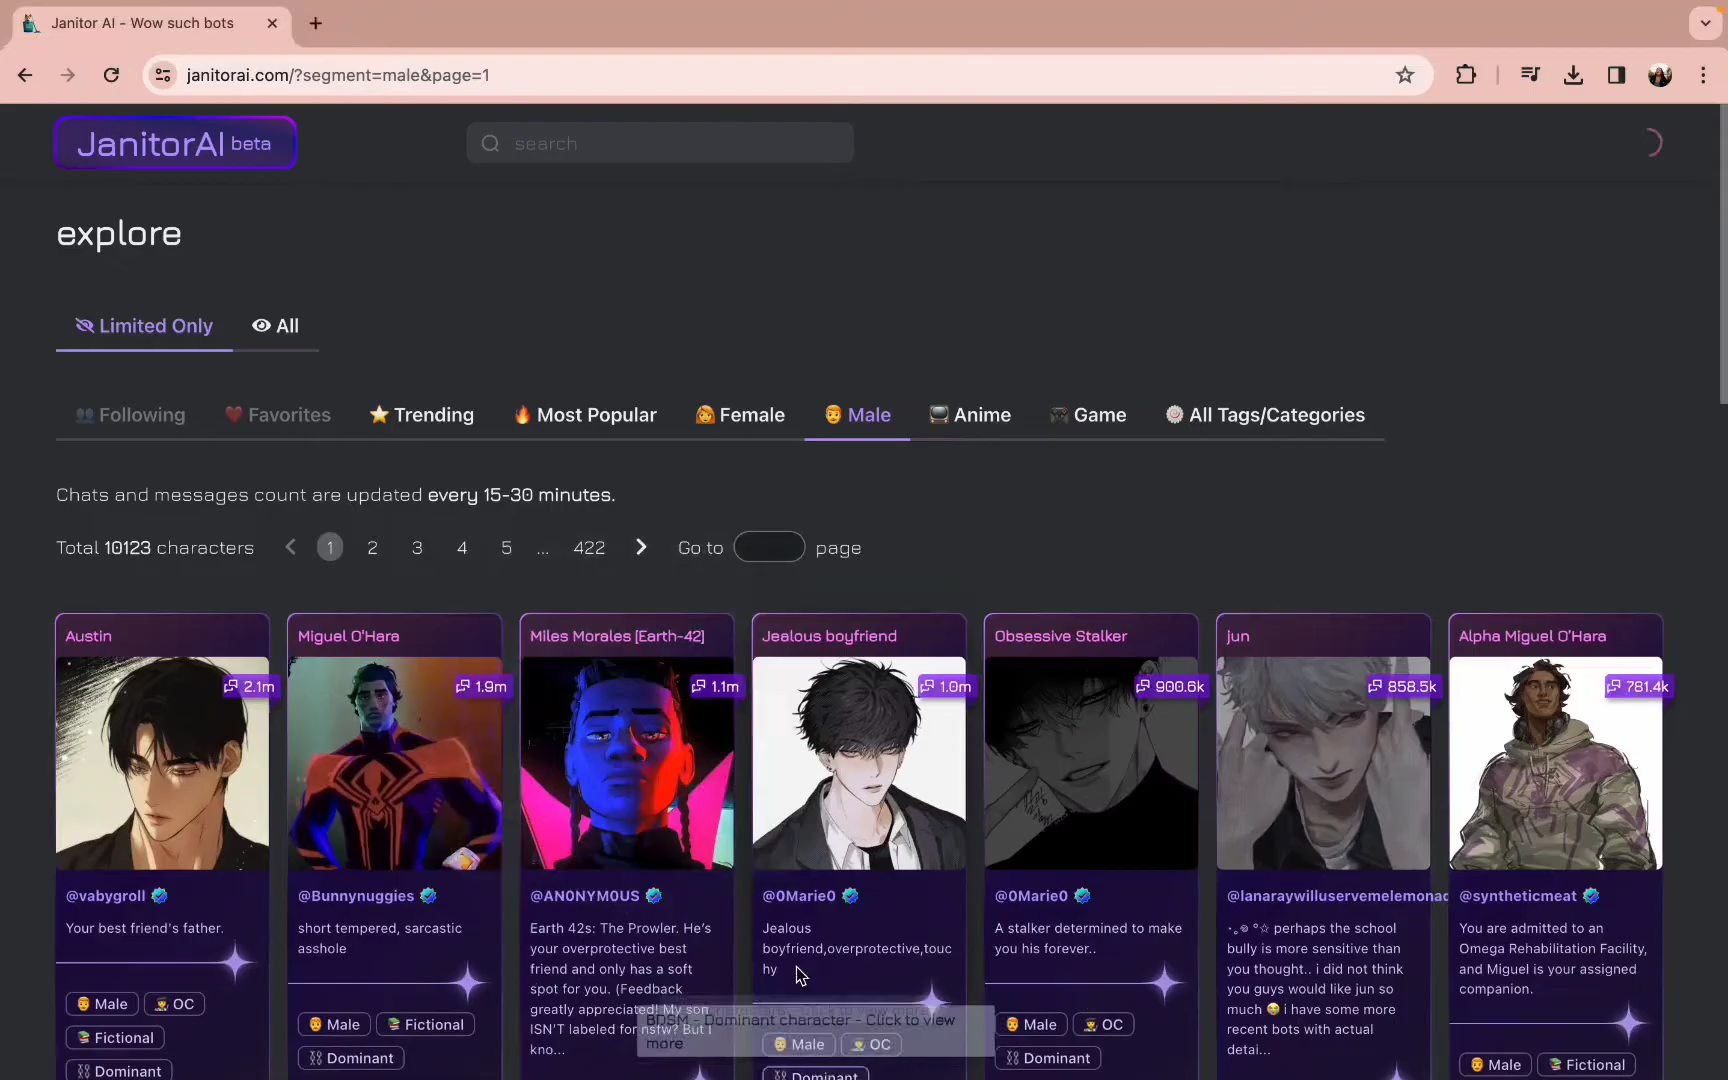 Janitor AI - Wow such bots
janitorai.com/?segment=male&page=1
JanitorAI beta
search
explore
Limited Only
All
Following
Favorites
Trending
Most Popular
Female
Male
Anime
Game
All Tags/Categories
Chats and messages count are updated every 15-30 minutes.
Total 10123 characters
1
2
3
4
5
...
422
Go to
page
Austin
2.1m
@vabygroll
Your best friend's father.
Male
OC
Fictional
Dominant
Miguel O'Hara
1.9m
@Bunnynuggies
short tempered, sarcastic
asshole
Male
Fictional
Dominant
Miles Morales [Earth-42]
1.1m
@AN0NYM0US
Earth 42s: The Prowler. He's
your overprotective best
friend and only has a soft
spot for you. (Feedback
greatly appreciated! My son
ISN'T labeled for nsfw? But I
kno...
Jealous boyfriend
1.0m
@0Marie0
Jealous
boyfriend,overprotective,touc
hy
BDSM - Dominant character - Click to view
more
Male
OC
Dominant
Obsessive Stalker
900.6k
@0Marie0
A stalker determined to make
you his forever..
Male
OC
Dominant
jun
858.5k
@lanaraywilluservemelemonad
perhaps the school
bully is more sensitive than
you thought.. i did not think
you guys would like jun so
much 😭 i have some more
recent bots with actual
detai...
Alpha Miguel O'Hara
781.4k
@syntheticmeat
You are admitted to an
Omega Rehabilitation Facility,
and Miguel is your assigned
companion.
Male
Fictional